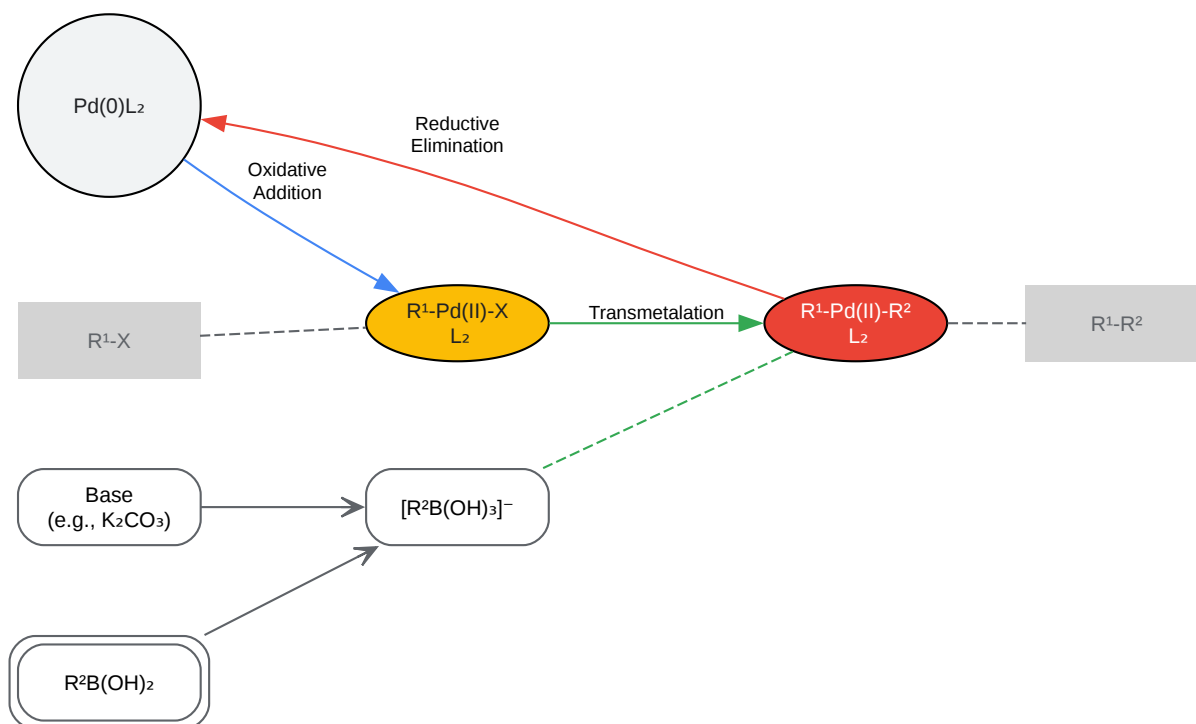 Pd(0)L₂
Reductive
Elimination
Oxidative
Addition
R¹-X
R¹-Pd(II)-X
L₂
Transmetalation
R¹-Pd(II)-R²
L₂
R¹-R²
Base
(e.g., K₂CO₃)
[R²B(OH)₃]⁻
R²B(OH)₂